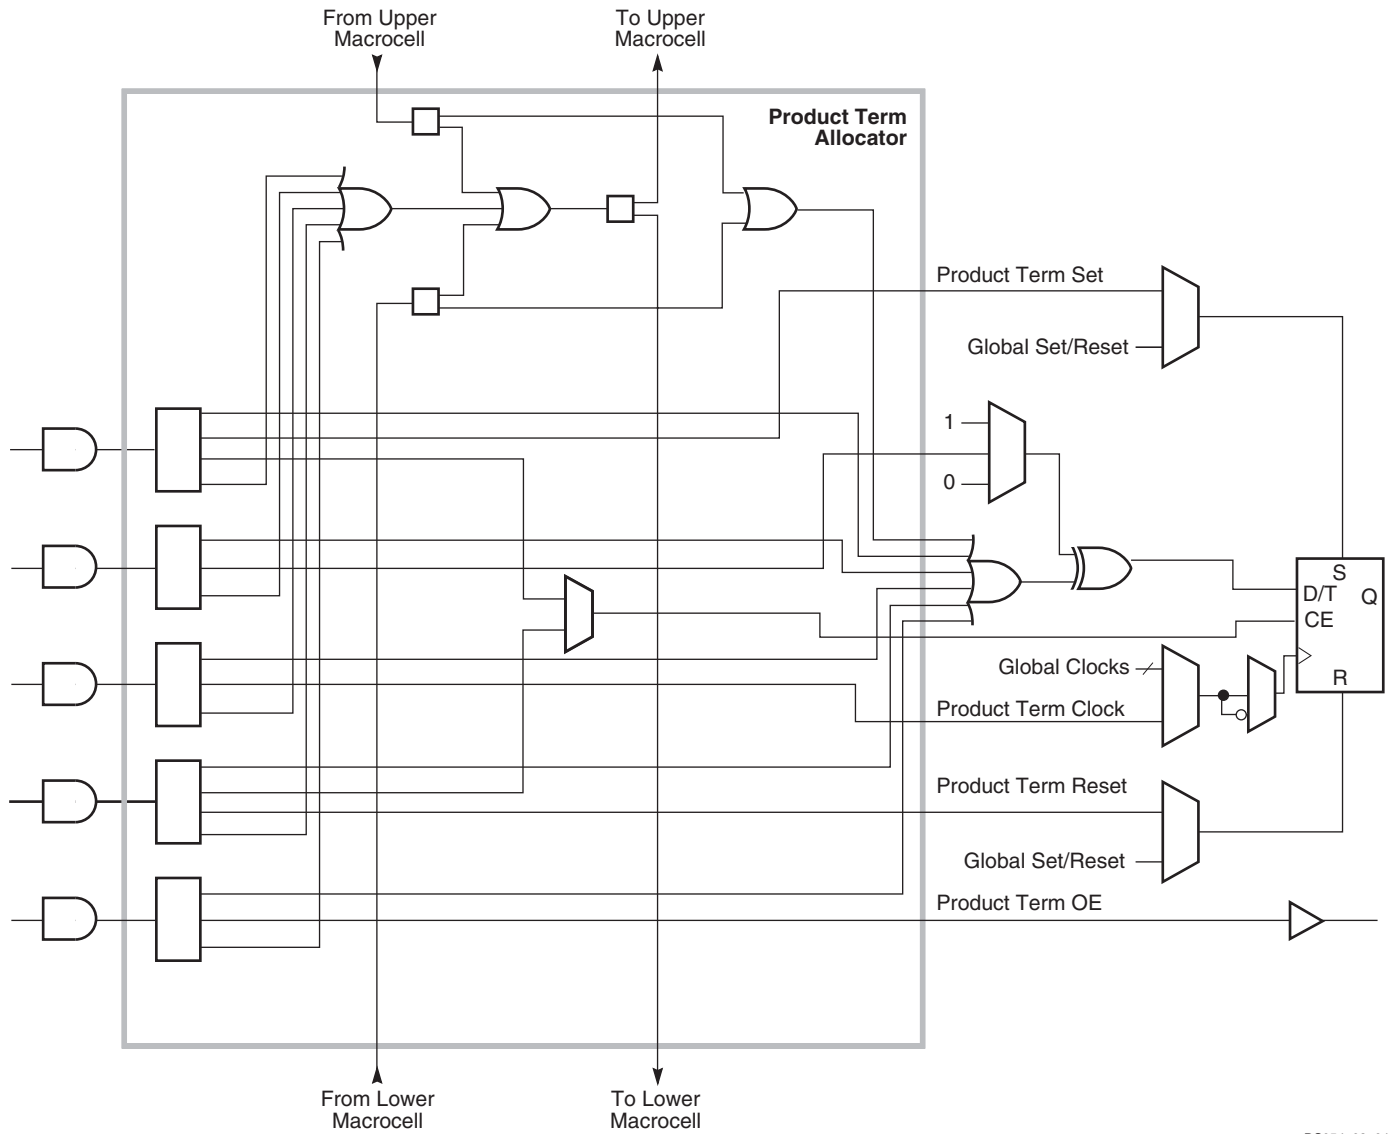 From Upper
Macrocell
To Upper
Macrocell
Product Term
Allocator
Product Term Set
Global Set/Reset
1
0
S
D/T
Q
CE
R
Global Clocks
Product Term Clock
Product Term Reset
Global Set/Reset
Product Term OE
From Lower
Macrocell
To Lower
Macrocell